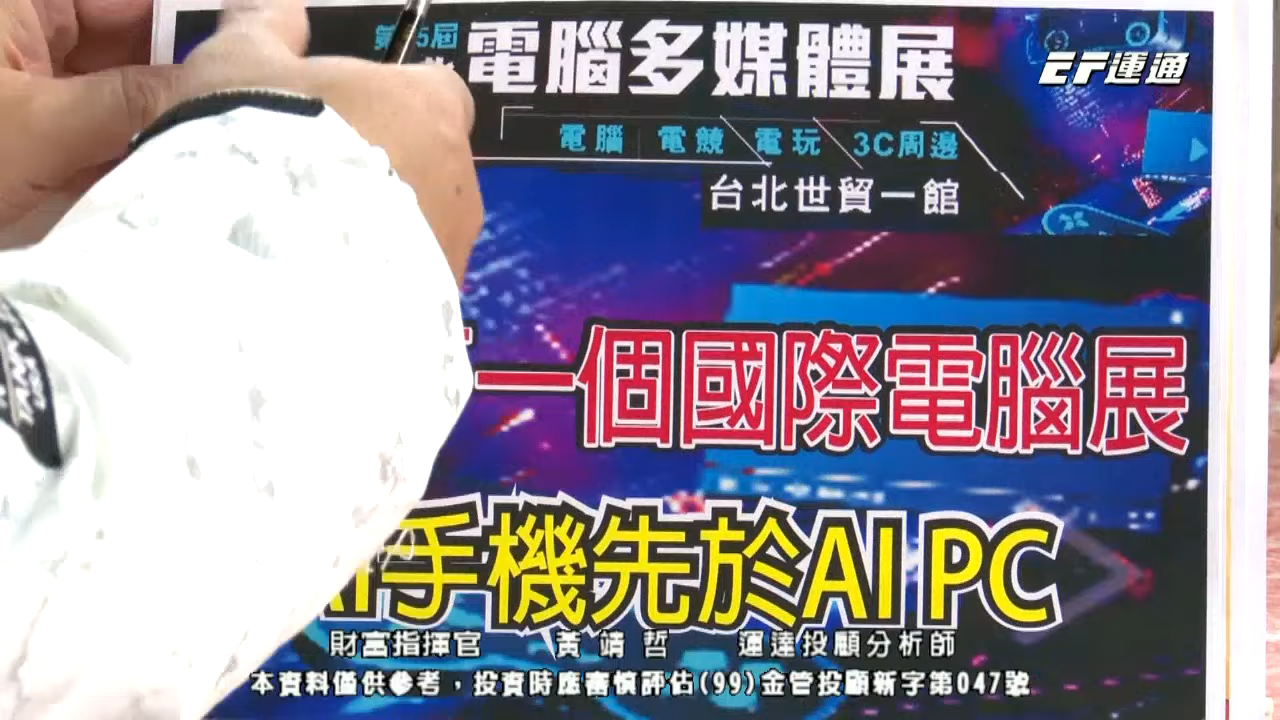 5屆
電腦多媒體展
EF運通
電腦 電競 電玩 3C周邊
台北世貿一館
一個國際電腦展
AI手機先於AI PC
財富指揮官 黃靖哲 運達投顧分析師
本資料僅供參考，投資時應審慎評估(99)金管投顧新字第047號